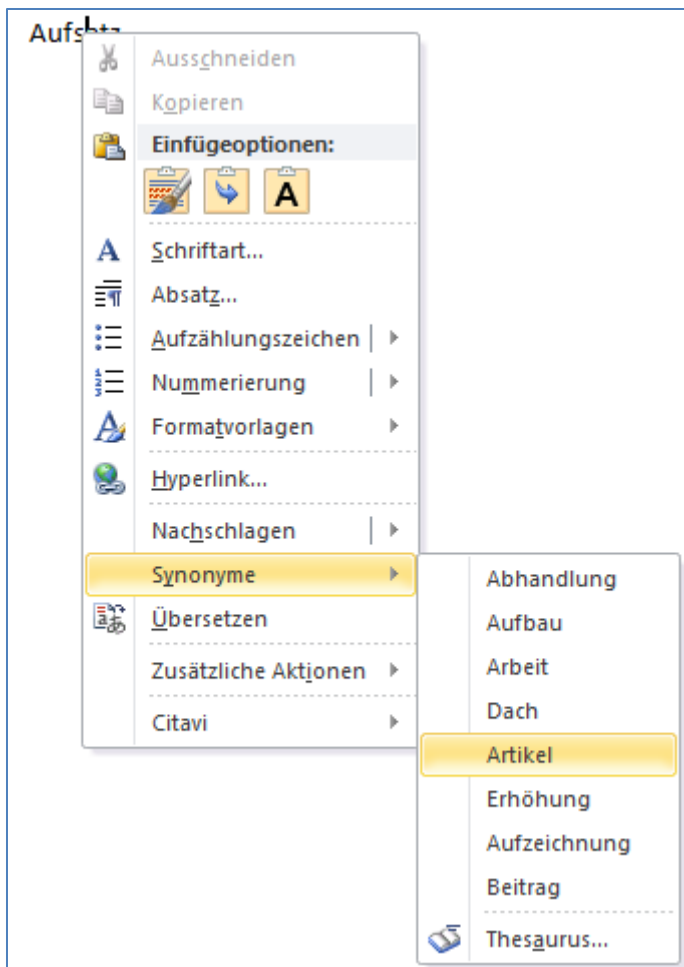 Aufsatz
Ausschneiden
Kopieren
Einfügeoptionen:
A
Schriftart...
Absatz...
Aufzählungszeichen
Nummerierung
Formatvorlagen
Hyperlink...
Nachschlagen
Synonyme
Übersetzen
Zusätzliche Aktionen
Citavi
Abhandlung
Aufbau
Arbeit
Dach
Artikel
Erhöhung
Aufzeichnung
Beitrag
Thesaurus...